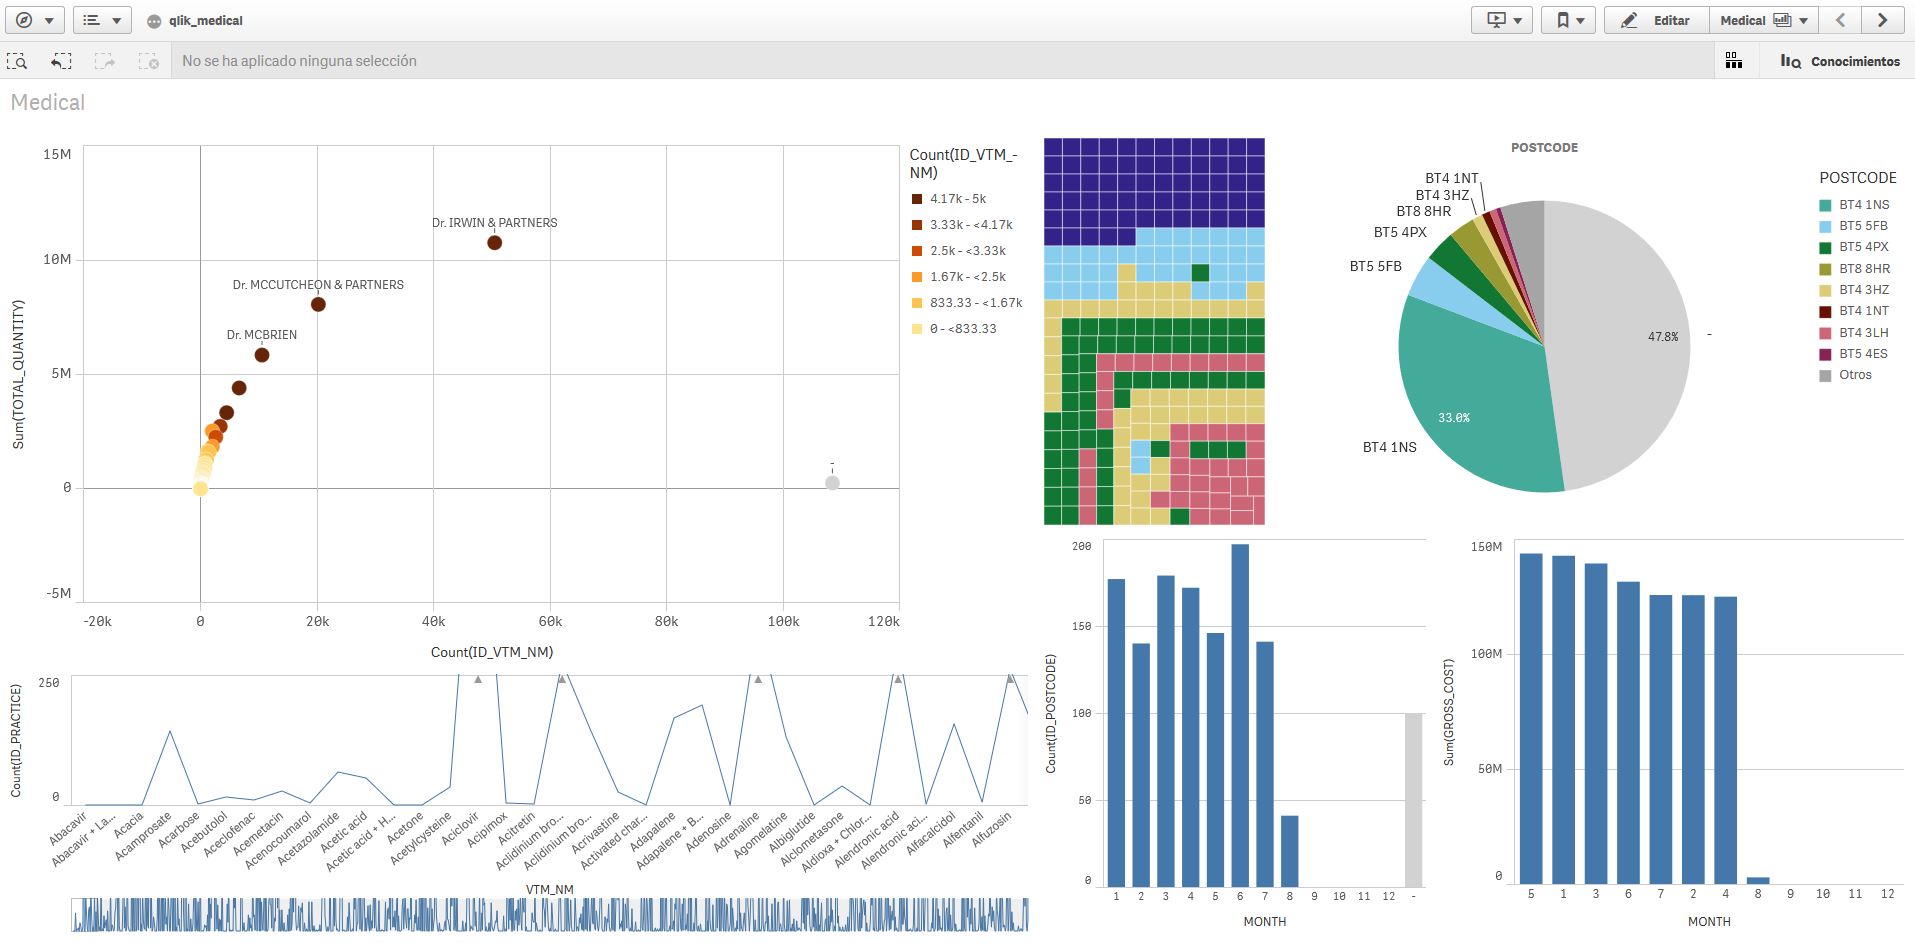 qlik_medical
Editar
Medical
No se ha aplicado ninguna selección
Conocimientos
Medical
Sum(TOTAL_QUANTITY)
15M
10M
5M
0
-5M
Dr. IRWIN & PARTNERS
Dr. MCCUTCHEON & PARTNERS
Dr. MCBRIEN
-
-20k 0 20k 40k 60k 80k 100k 120k
Count(ID_VTM_NM)
Count(ID_VTM_-
NM)
4.17k - 5k
3.33k - <4.17k
2.5k - <3.33k
1.67k - <2.5k
833.33 - <1.67k
0 - <833.33
POSTCODE
BT4 1NT
BT4 3HZ
BT8 8HR
BT5 4PX
BT5 5FB
BT4 1NS
33.0%
47.8%
-
POSTCODE
BT4 1NS
BT5 5FB
BT5 4PX
BT8 8HR
BT4 3HZ
BT4 1NT
BT4 3LH
BT5 4ES
Otros
Count(ID_PRACTICE)
250
0
Abacavir
Abacavir + La...
Acacia
Acamprosate
Acarbose
Acebutolol
Aceclofenac
Acemetacin
Acenocoumarol
Acetazolamide
Acetic acid
Acetic acid + H...
Acetone
Acetylcysteine
Aciclovir
Acipimox
Acitretin
Aclidinium bro...
Aclidinium bro...
Acrivastine
Activated char...
Adapalene
Adapalene + B...
Adenosine
Adrenaline
Agomelatine
Albiglutide
Alclometasone
Aldioxa + Chlor...
Alendronic acid
Alendronic aci...
Alfacalcidol
Alfentanil
Alfuzosin
VTM_NM
Count(ID_POSTCODE)
200
150
100
50
0
1 2 3 4 5 6 7 8 9 10 11 12 -
MONTH
Sum(GROSS_COST)
150M
100M
50M
0
5 1 3 6 7 2 4 8 9 10 11 12
MONTH